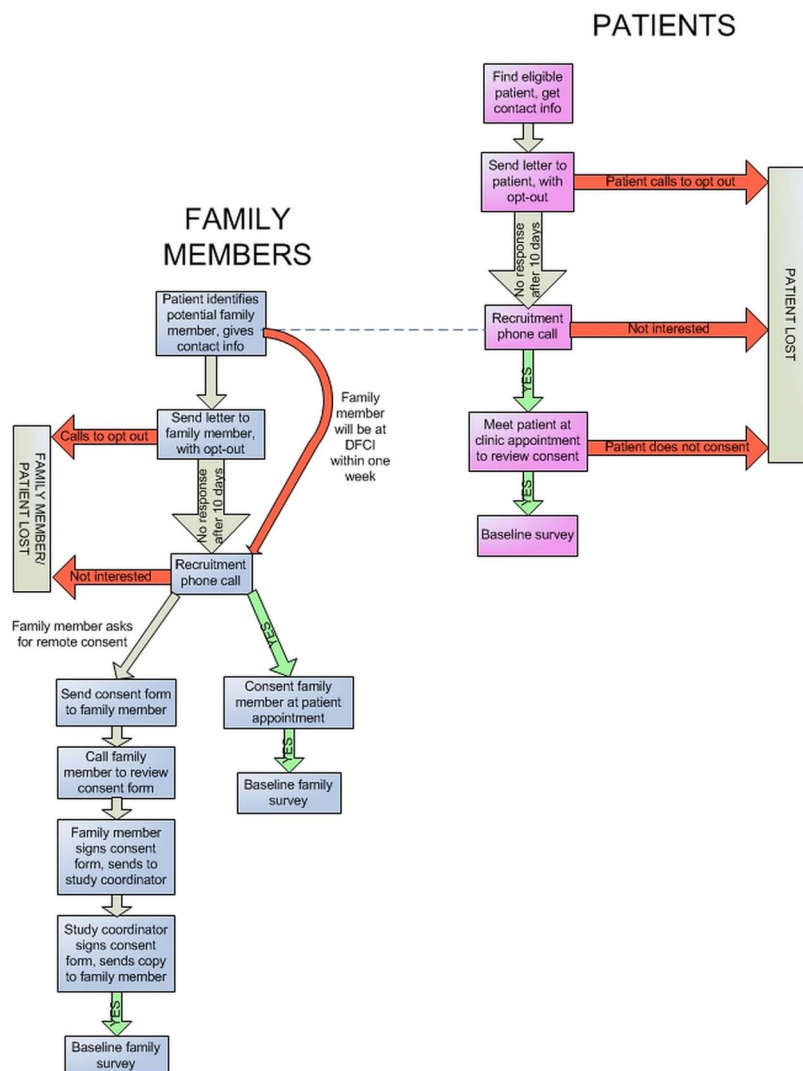 PATIENTS
Find eligible
patient, get
contact info
Send letter to
patient, with
opt-out
Patient calls to opt out
No response
after 10 days
Recruitment
phone call
Not interested
YES
Meet patient at
clinic appointment
to review consent
Patient does not consent
YES
Baseline survey
PATIENT LOST
FAMILY
MEMBERS
Patient identifies
potential family
member, gives
contact info
Family
member
will be at
DFCI
within one
week
Send letter to
family member,
with opt-out
Calls to opt out
No response
after 10 days
FAMILY MEMBER/
PATIENT LOST
Recruitment
phone call
Not interested
Family member asks
for remote consent
YES
Send consent form
to family member
Call family
member to review
consent form
Family member
signs consent
form, sends to
study coordinator
Study coordinator
signs consent
form, sends copy
to family member
YES
Baseline family
survey
Consent family
member at patient
appointment
YES
Baseline family
survey